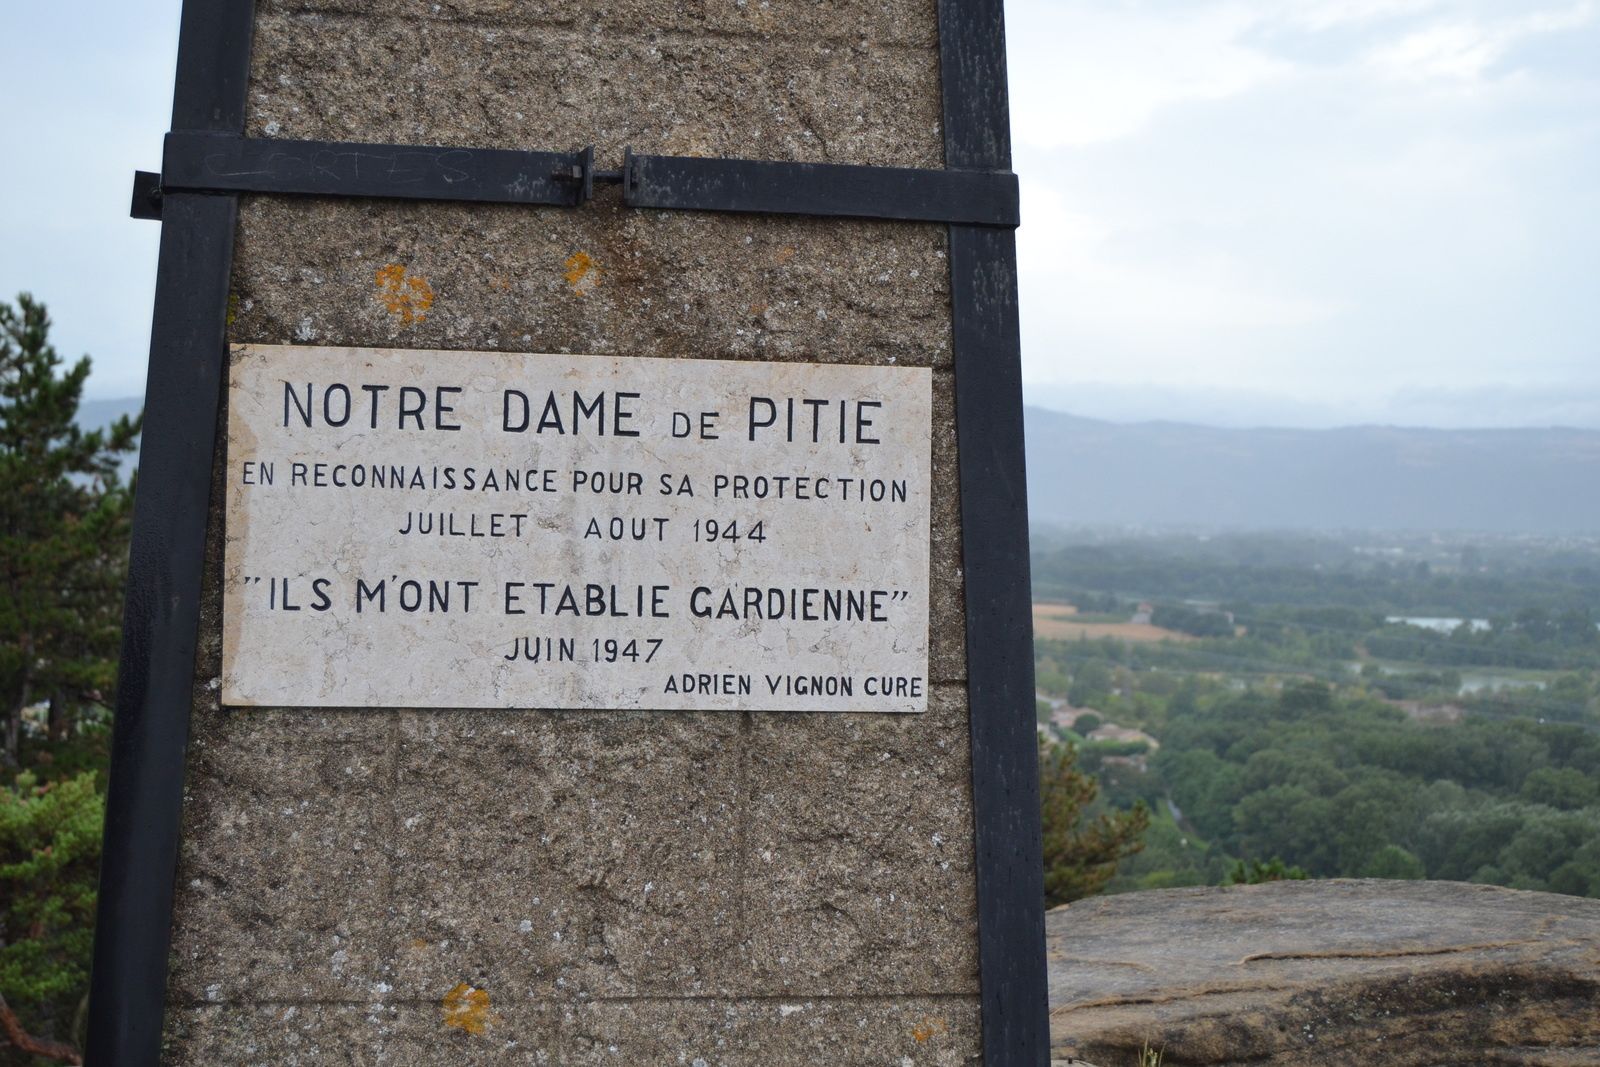 CORTES
NOTRE DAME DE PITIE
EN RECONNAISSANCE POUR SA PROTECTION
JUILLET AOUT 1944
"ILS M'ONT ETABLIE GARDIENNE"
JUIN 1947
ADRIEN VIGNON CURE